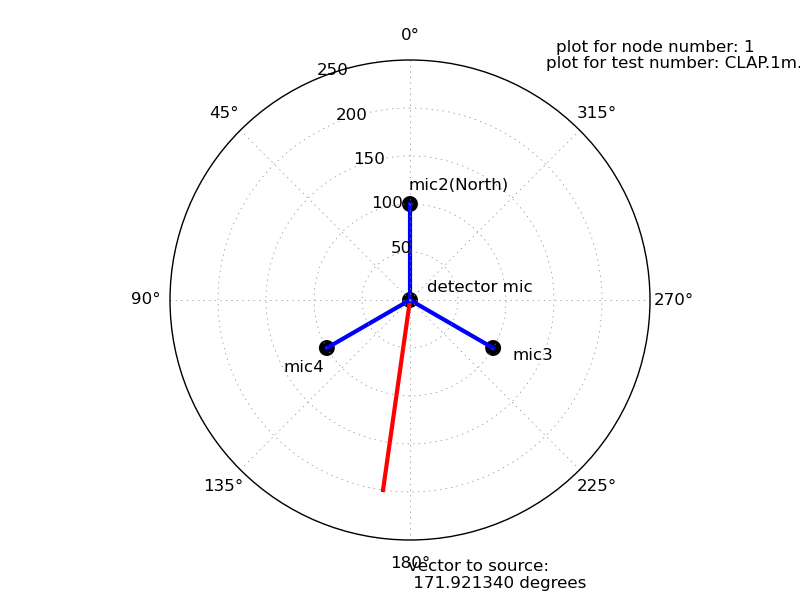 0°
plot for node number: 1
plot for test number: CLAP.1m.
250
45°
315°
200
150
mic2(North)
100
50
detector mic
90°
270°
mic3
mic4
135°
225°
180°
vector to source:
171.921340 degrees